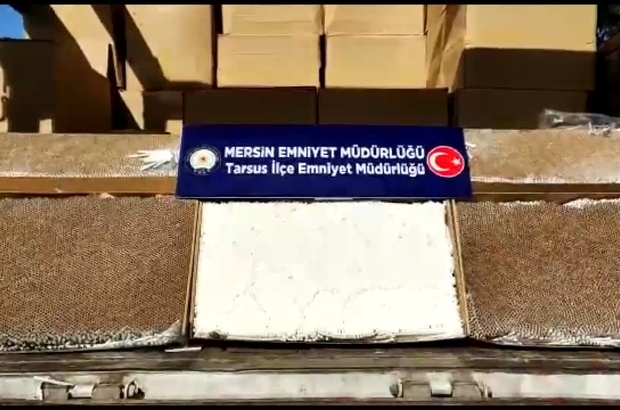 MERSİN EMNİYET MÜDÜRLÜĞÜ
Tarsus İlçe Emniyet Müdürlüğü